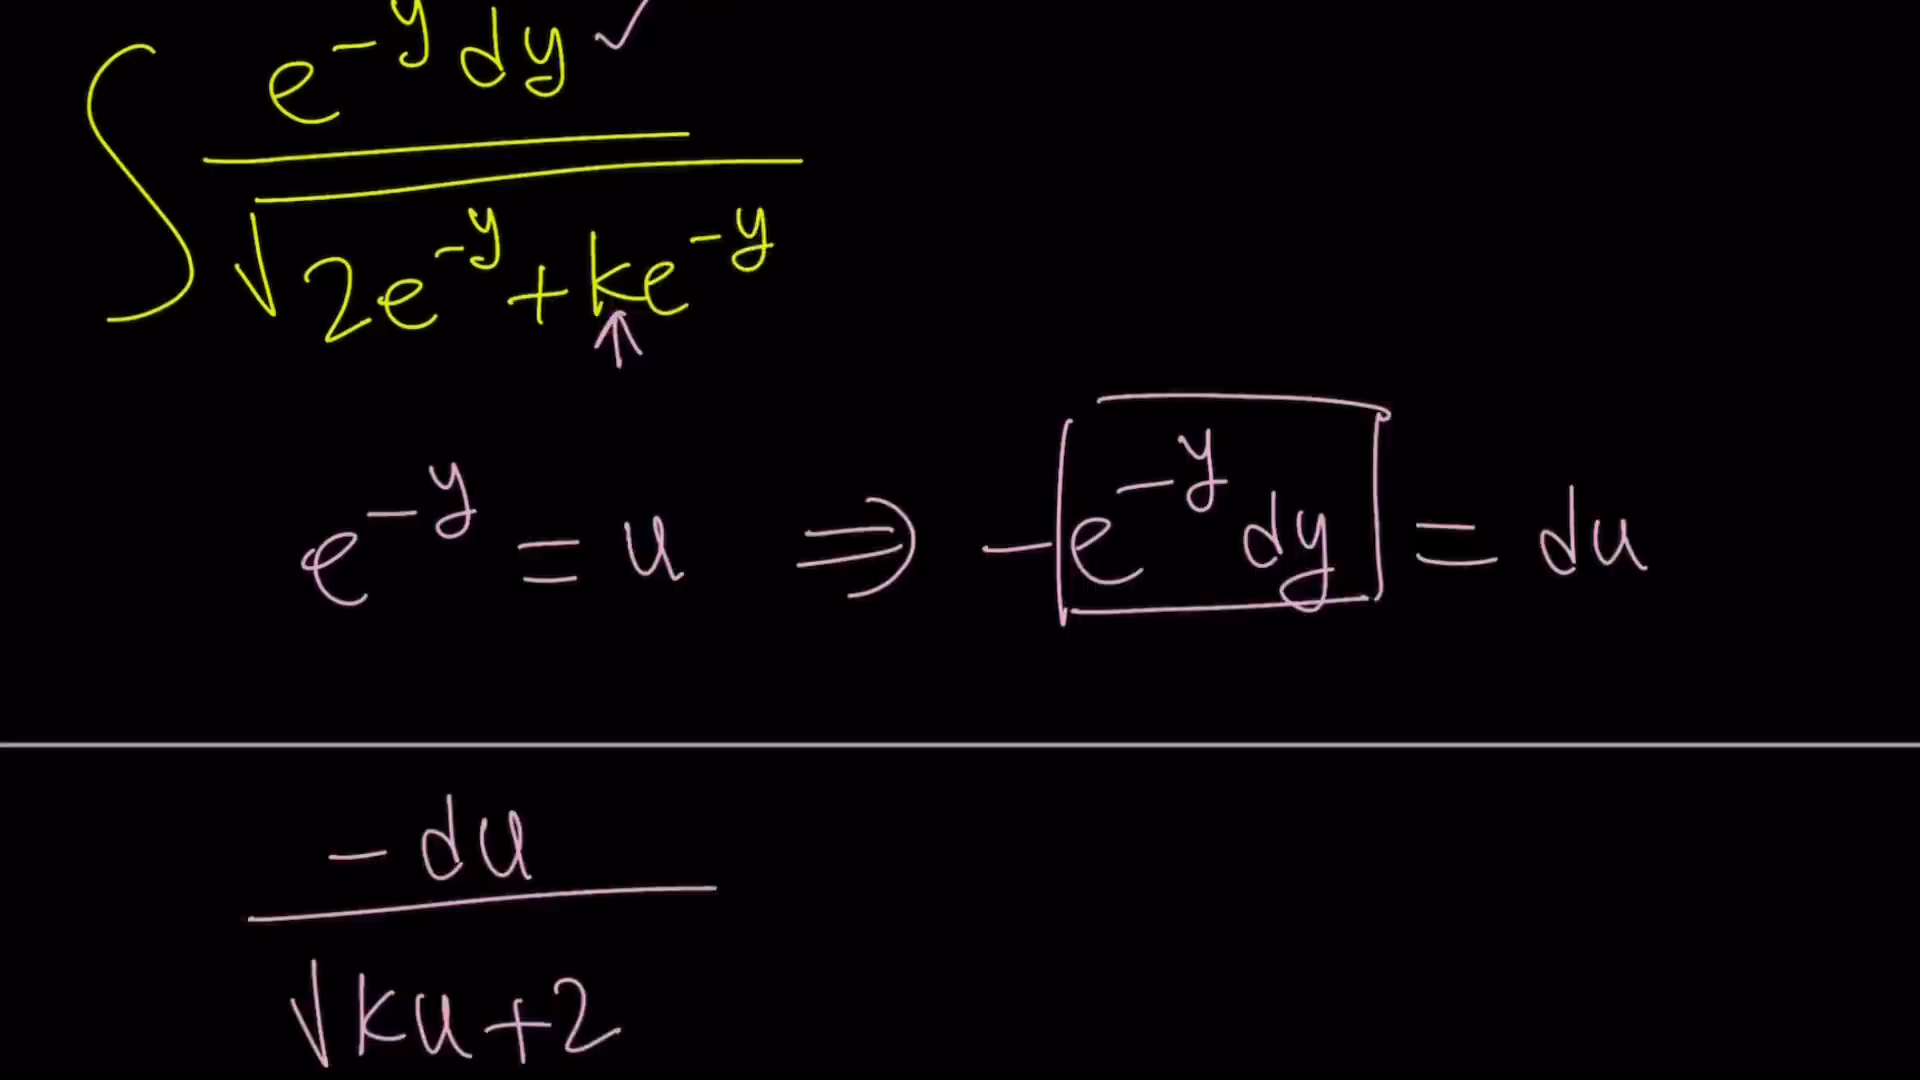 ∫ e^{-y} dy ✓
√(2e^{-y} + ke^{-y})
↑
e^{-y} = u ⇒ -e^{-y} dy = du
-du
√ku+2